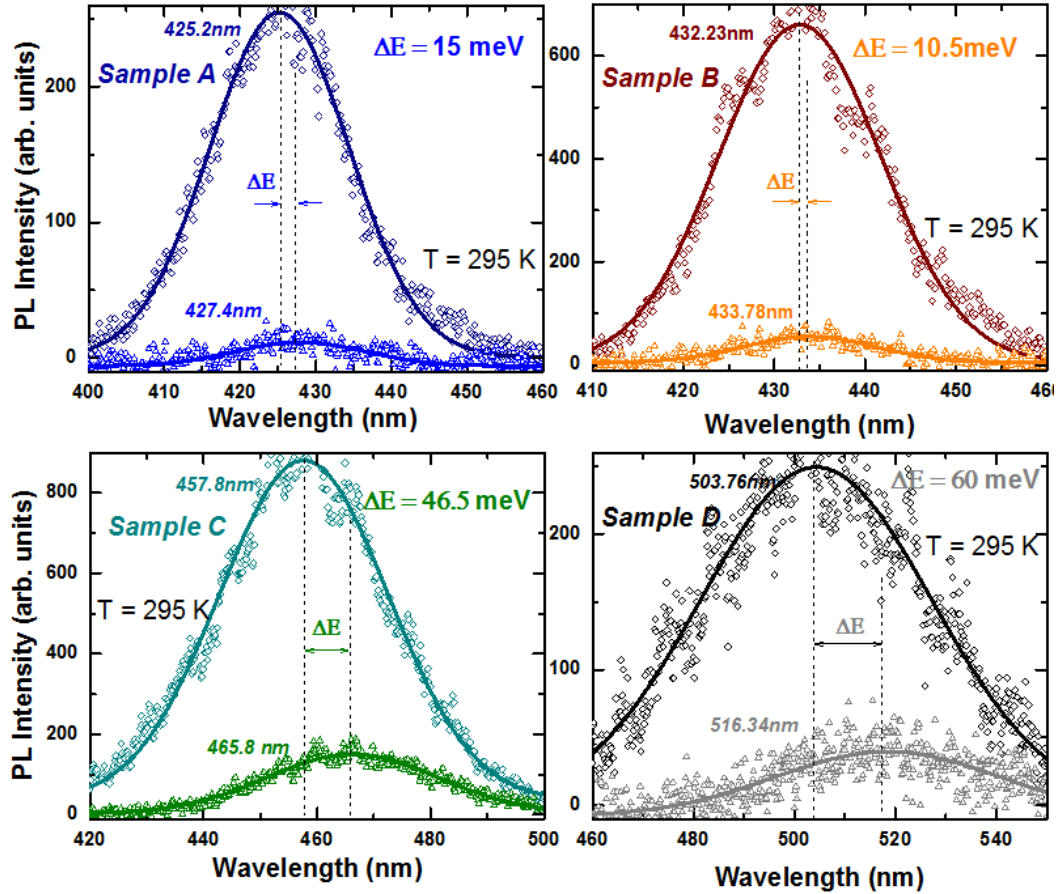 PL Intensity (arb. units)
200
100
0
425.2nm
ΔE = 15 meV
Sample A
ΔE
T = 295 K
427.4nm
400 410 420 430 440 450 460
Wavelength (nm)
600
400
200
0
432.23nm
ΔE = 10.5meV
Sample B
ΔE
T = 295 K
433.78nm
410 420 430 440 450 460
Wavelength (nm)
PL Intensity (arb. units)
800
600
400
200
0
457.8nm
ΔE = 46.5 meV
Sample C
T = 295 K
ΔE
465.8 nm
420 440 460 480 500
Wavelength (nm)
200
100
0
503.76nm
ΔE = 60 meV
Sample D
T = 295 K
ΔE
516.34nm
460 480 500 520 540
Wavelength (nm)